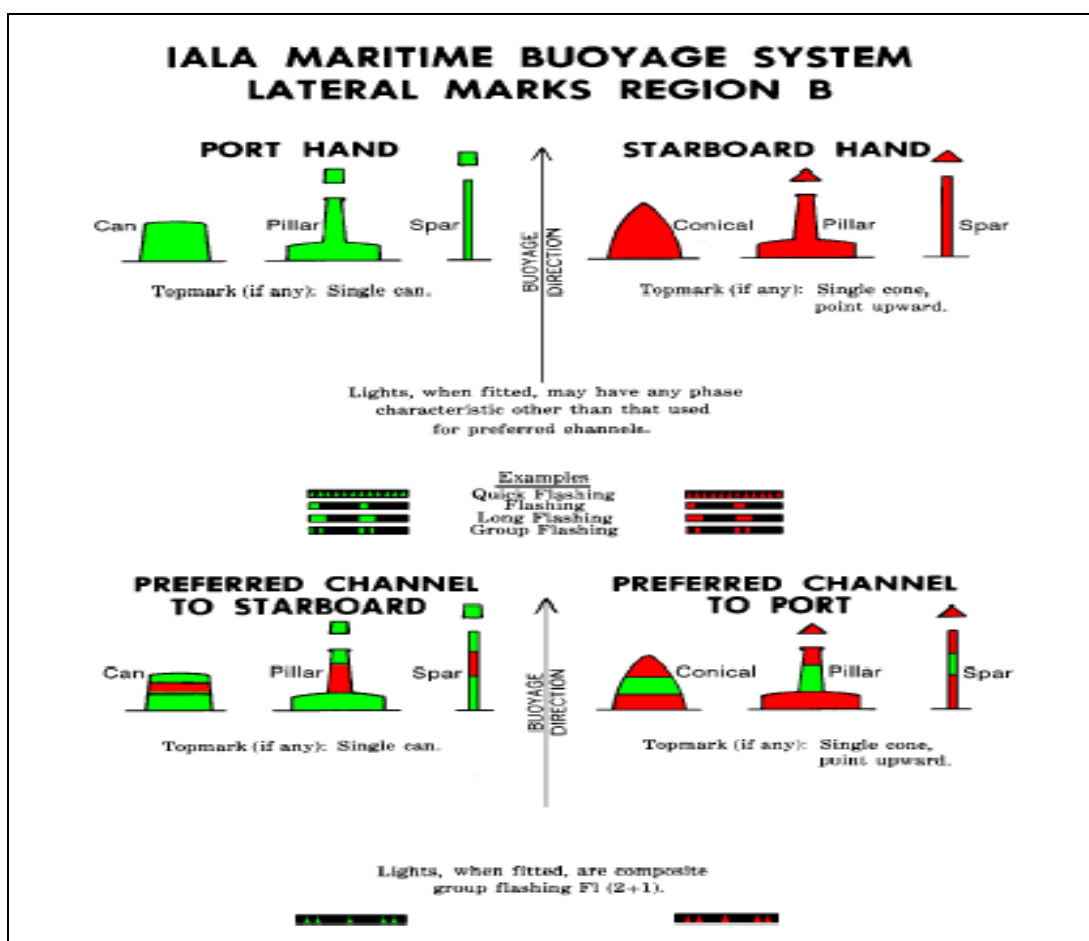 IALA MARITIME BUOYAGE SYSTEM
LATERAL MARKS REGION B
PORT HAND
STARBOARD HAND
Can
Pillar
Spar
Conical
Pillar
Spar
BUOYAGE
DIRECTION
Topmark (if any): Single can.
Topmark (if any): Single cone,
point upward.
Lights, when fitted, may have any phase
characteristic other than that used
for preferred channels.
Examples
Quick Flashing
Flashing
Long Flashing
Group Flashing
PREFERRED CHANNEL
TO STARBOARD
PREFERRED CHANNEL
TO PORT
Can
Pillar
Spar
Conical
Pillar
Spar
BUOYAGE
DIRECTION
Topmark (if any): Single can.
Topmark (if any): Single cone,
point upward.
Lights, when fitted, are composite
group flashing Fl (2+1).